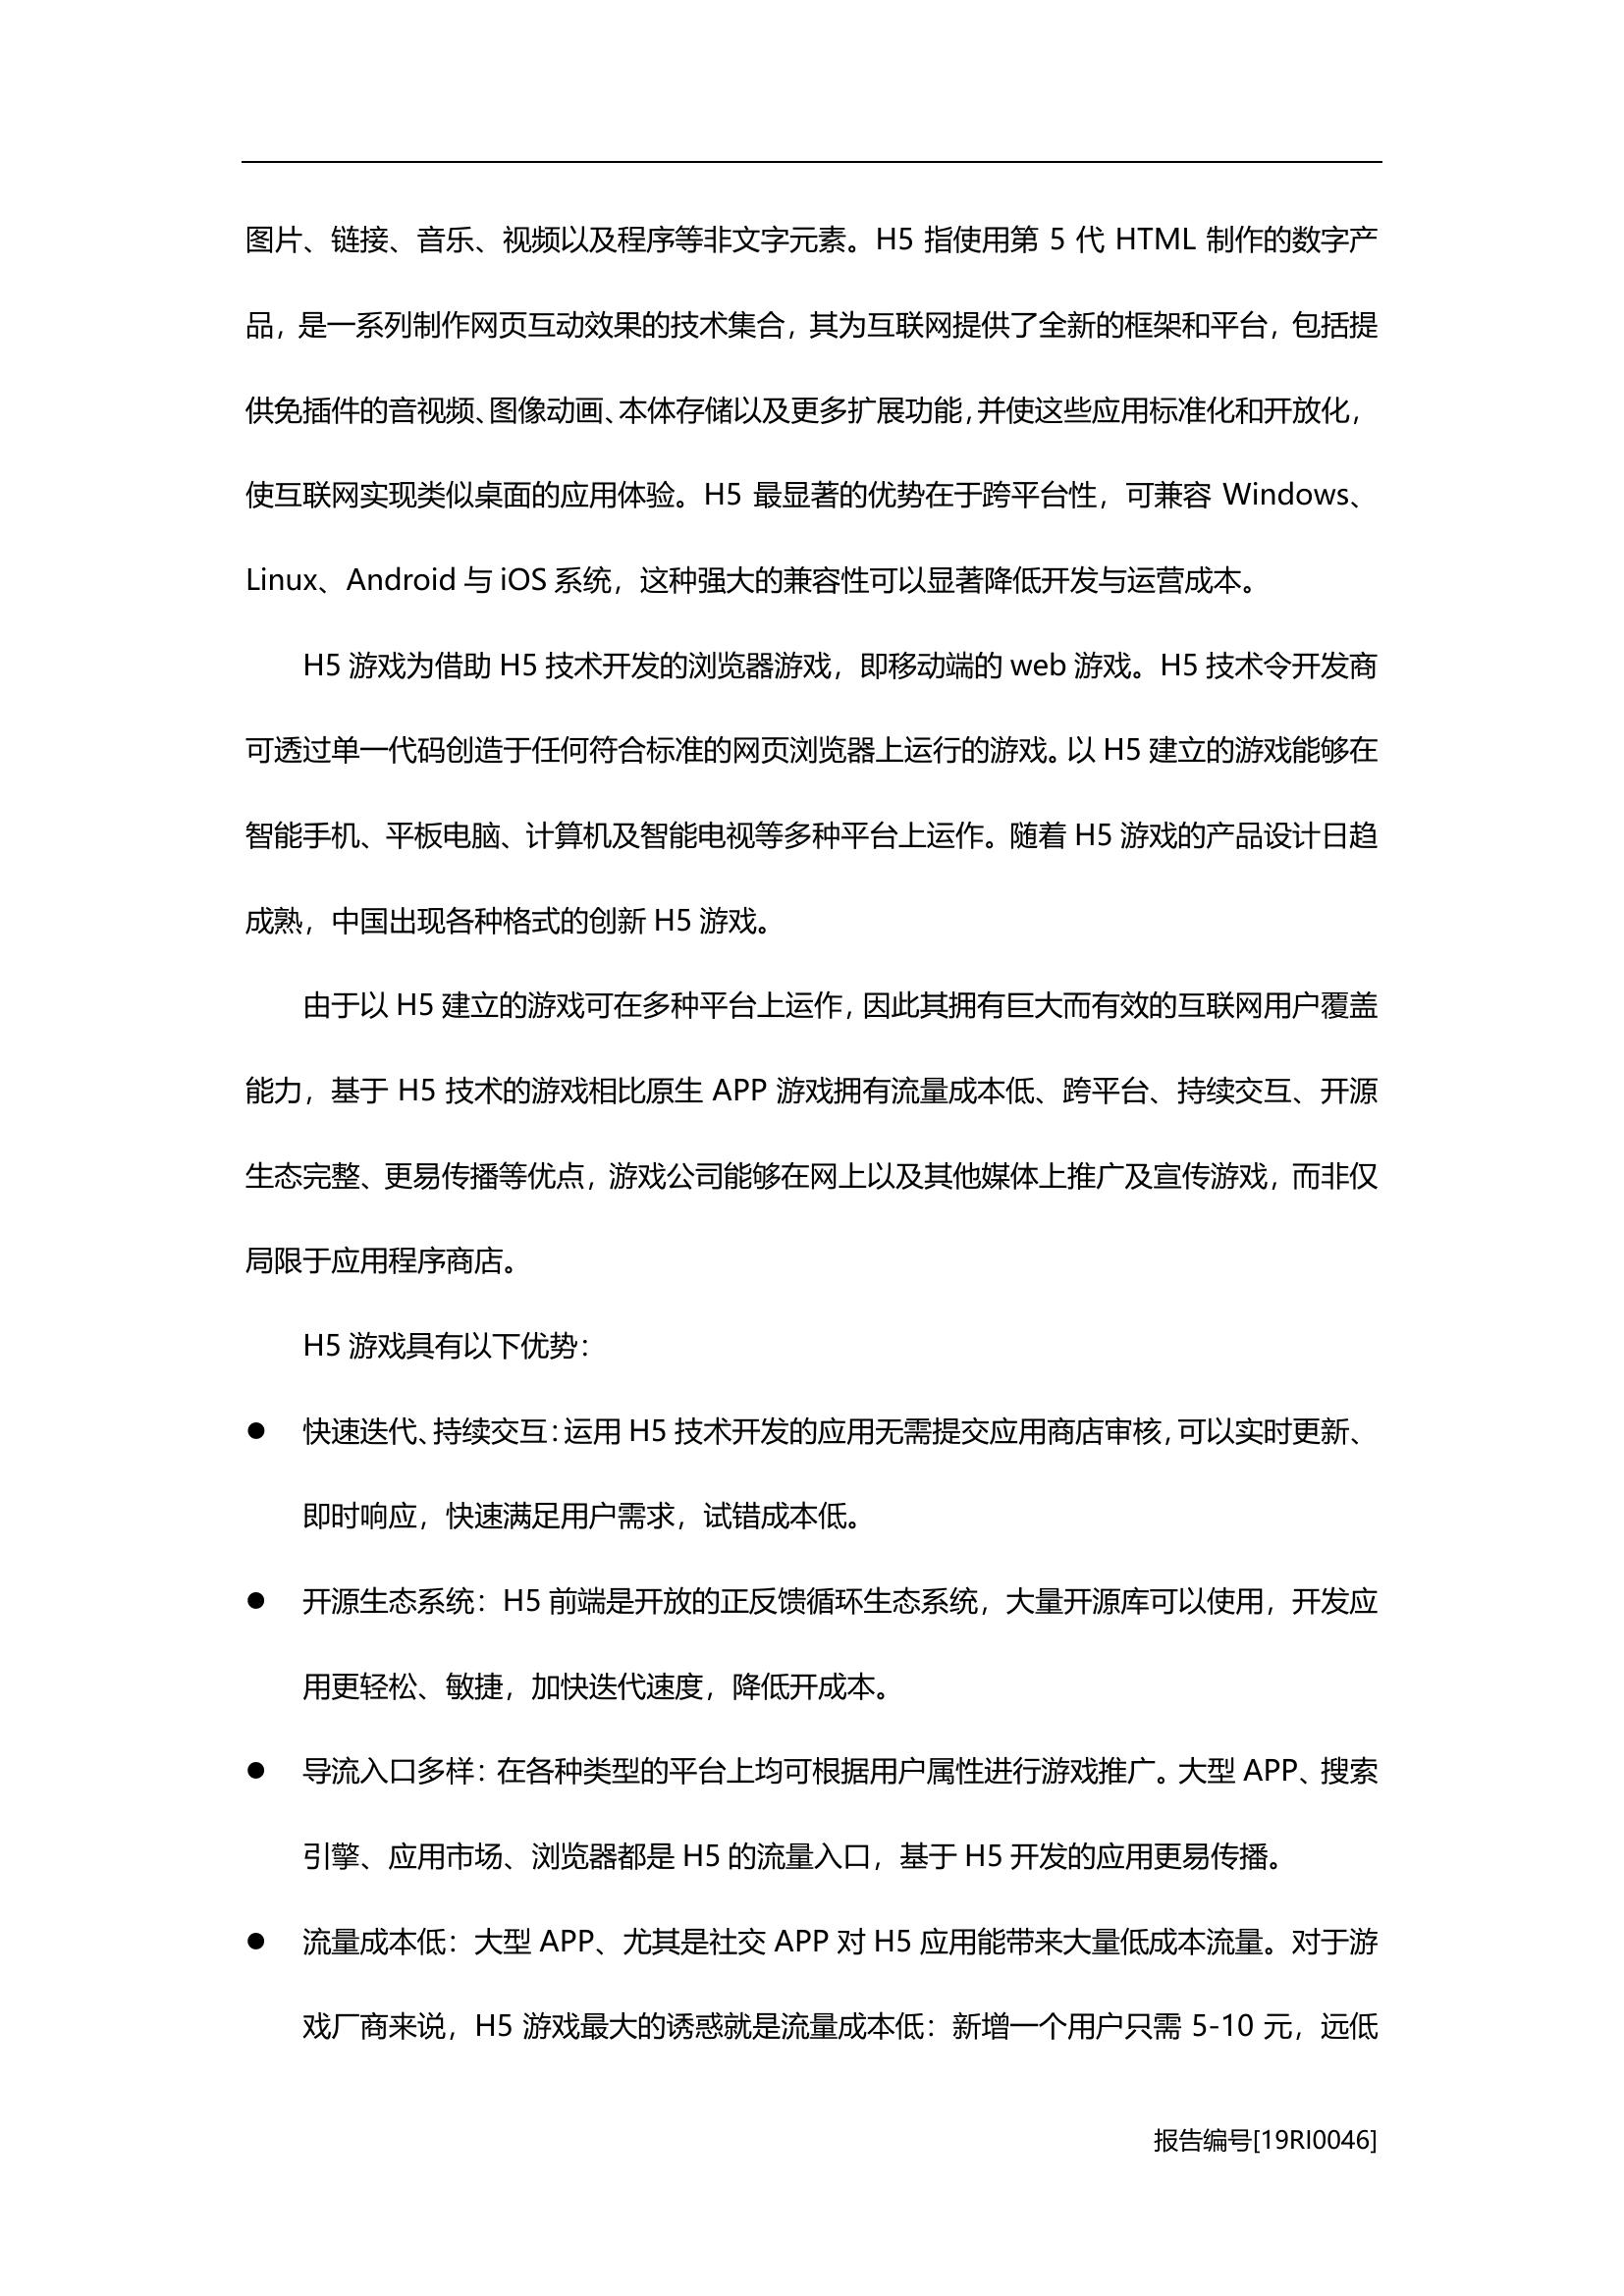 图片、链接、音乐、视频以及程序等非文字元素。H5 指使用第 5 代 HTML 制作的数字产
品，是一系列制作网页互动效果的技术集合，其为互联网提供了全新的框架和平台，包括提
供免插件的音视频、图像动画、本体存储以及更多扩展功能，并使这些应用标准化和开放化，
使互联网实现类似桌面的应用体验。H5 最显著的优势在于跨平台性，可兼容 Windows、
Linux、Android 与 iOS 系统，这种强大的兼容性可以显著降低开发与运营成本。
H5 游戏为借助 H5 技术开发的浏览器游戏，即移动端的 web 游戏。H5 技术令开发商
可透过单一代码创造于任何符合标准的网页浏览器上运行的游戏。以 H5 建立的游戏能够在
智能手机、平板电脑、计算机及智能电视等多种平台上运作。随着 H5 游戏的产品设计日趋
成熟，中国出现各种格式的创新 H5 游戏。
由于以 H5 建立的游戏可在多种平台上运作，因此其拥有巨大而有效的互联网用户覆盖
能力，基于 H5 技术的游戏相比原生 APP 游戏拥有流量成本低、跨平台、持续交互、开源
生态完整、更易传播等优点，游戏公司能够在网上以及其他媒体上推广及宣传游戏，而非仅
局限于应用程序商店。
H5 游戏具有以下优势：
● 快速迭代、持续交互：运用 H5 技术开发的应用无需提交应用商店审核，可以实时更新、
即时响应，快速满足用户需求，试错成本低。
● 开源生态系统：H5 前端是开放的正反馈循环生态系统，大量开源库可以使用，开发应
用更轻松、敏捷，加快迭代速度，降低开成本。
● 导流入口多样：在各种类型的平台上均可根据用户属性进行游戏推广。大型 APP、搜索
引擎、应用市场、浏览器都是 H5 的流量入口，基于 H5 开发的应用更易传播。
● 流量成本低：大型 APP、尤其是社交 APP 对 H5 应用能带来大量低成本流量。对于游
戏厂商来说，H5 游戏最大的诱惑就是流量成本低：新增一个用户只需 5-10 元，远低
报告编号[19RI0046]